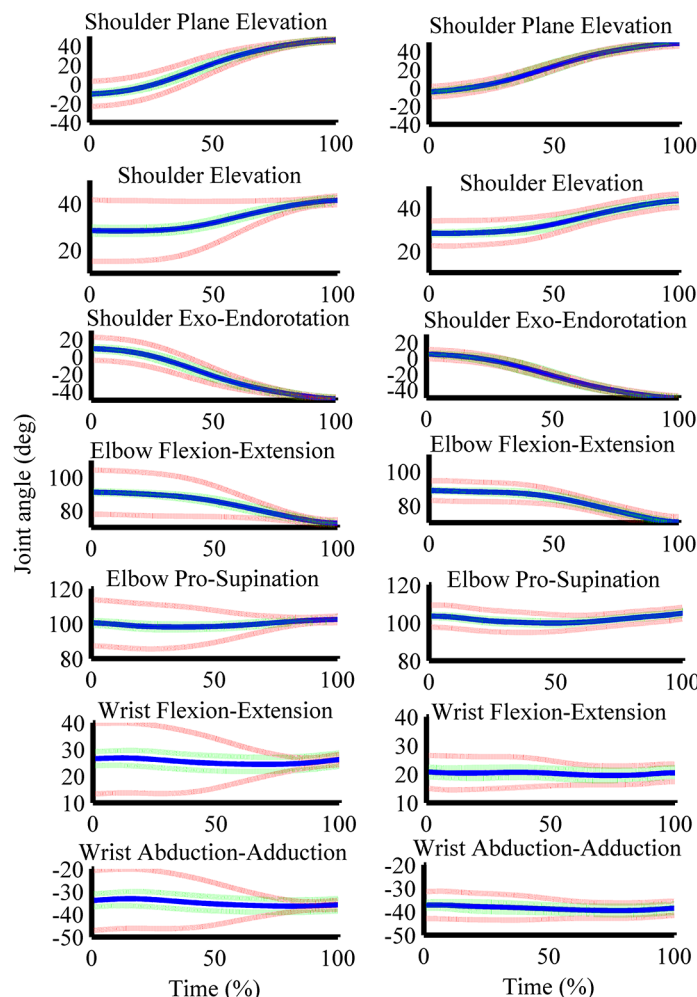 Shoulder Plane Elevation Shoulder Plane Elevation
40 40
20 20
0 0
-20 -20
-40 -40
0 50 100 0 50 100
Shoulder Elevation Shoulder Elevation
40 40
20 20
0 50 100 0 50 100
Shoulder Exo-Endorotation Shoulder Exo-Endorotation
20 20
0 0
-20 -20
-40 -40
0 50 100 0 50 100
Joint angle (deg)
Elbow Flexion-Extension Elbow Flexion-Extension
100 100
80 80
0 50 100 0 50 100
Elbow Pro-Supination Elbow Pro-Supination
120 120
100 100
80 80
0 50 100 0 50 100
Wrist Flexion-Extension Wrist Flexion-Extension
40 40
30 30
20 20
10 10
0 50 100 0 50 100
Wrist Abduction-Adduction Wrist Abduction-Adduction
-20 -20
-30 -30
-40 -40
-50 -50
0 50 100 0 50 100
Time (%) Time (%)